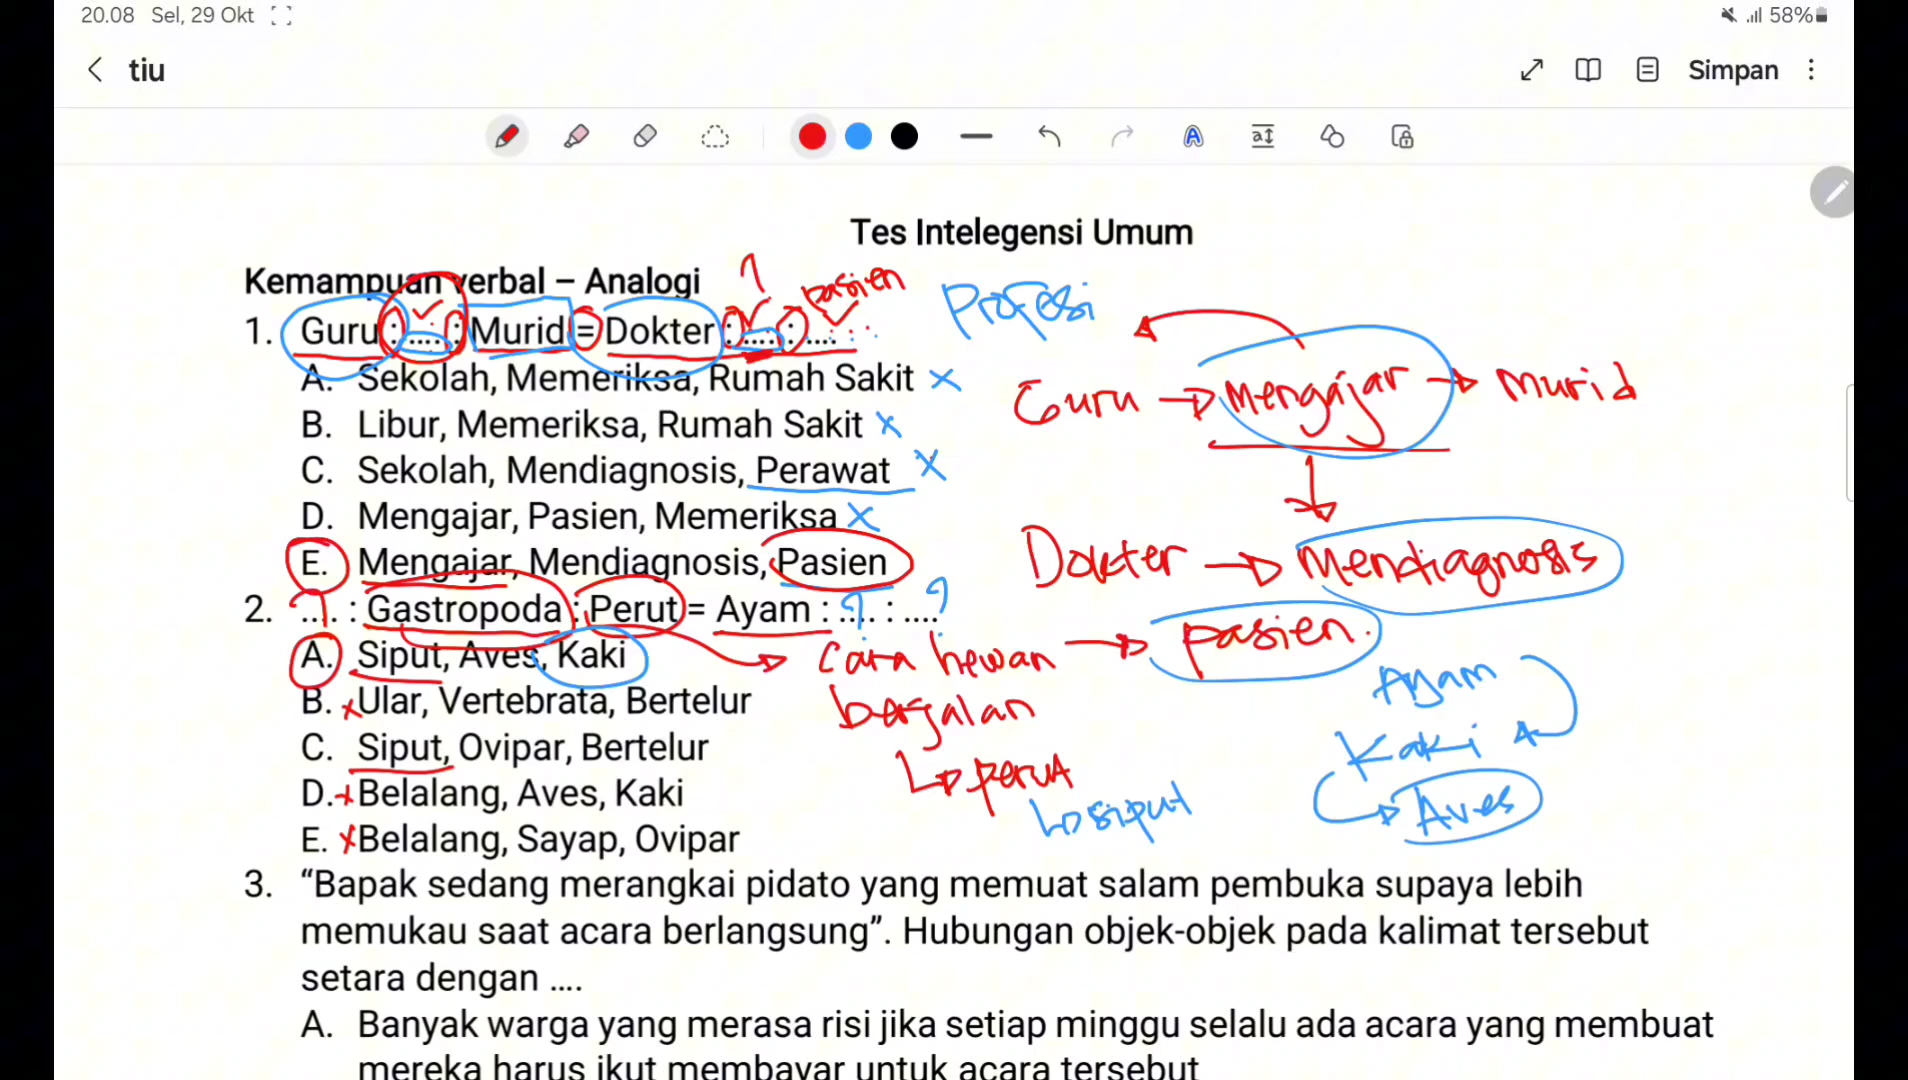 20.08 Sel, 29 Okt
58%
tiu
Simpan
Tes Intelegensi Umum
Kemampuan verbal – Analogi
1. Guru : .... : Murid = Dokter : .... : ....
pasien
Profesi
A. Sekolah, Memeriksa, Rumah Sakit
B. Libur, Memeriksa, Rumah Sakit
C. Sekolah, Mendiagnosis, Perawat
D. Mengajar, Pasien, Memeriksa
E. Mengajar, Mendiagnosis, Pasien
Guru → Mengajar → Murid
Dokter → Mendiagnosis
→ pasien.
2. .... : Gastropoda : Perut = Ayam : .... : ....
? ? ?
A. Siput, Aves, Kaki
B. Ular, Vertebrata, Bertelur
C. Siput, Ovipar, Bertelur
D. Belalang, Aves, Kaki
E. Belalang, Sayap, Ovipar
Cara hewan
berjalan
↳ perut
↳ siput
Ayam
Kaki
Aves
3. “Bapak sedang merangkai pidato yang memuat salam pembuka supaya lebih
memukau saat acara berlangsung”. Hubungan objek-objek pada kalimat tersebut
setara dengan ....
A. Banyak warga yang merasa risi jika setiap minggu selalu ada acara yang membuat
mereka harus ikut membayar untuk acara tersebut